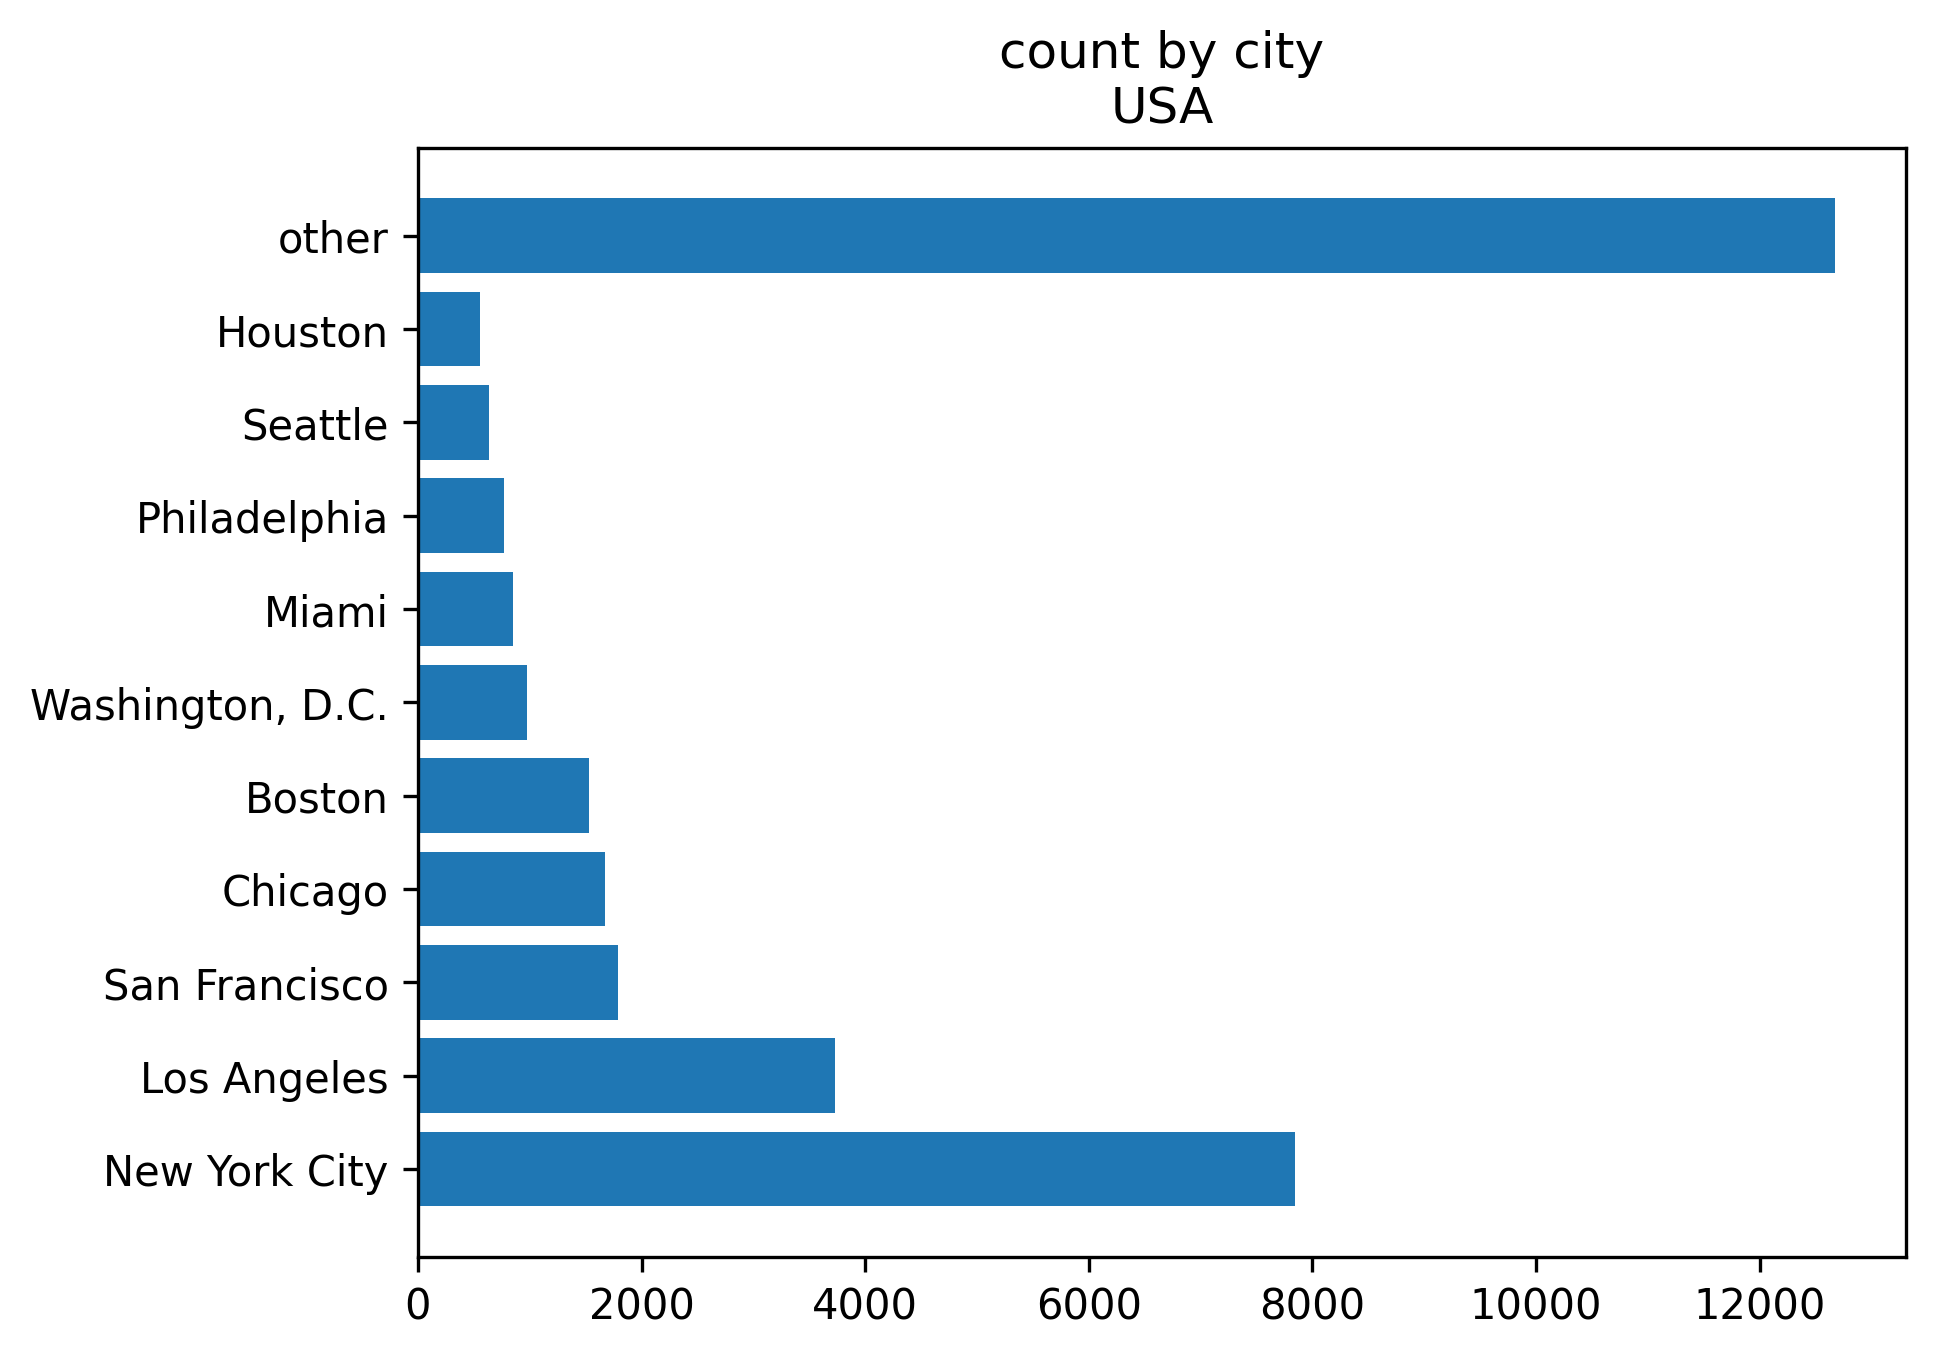 count by city
USA
other
Houston
Seattle
Philadelphia
Miami
Washington, D.C.
Boston
Chicago
San Francisco
Los Angeles
New York City
0 2000 4000 6000 8000 10000 12000